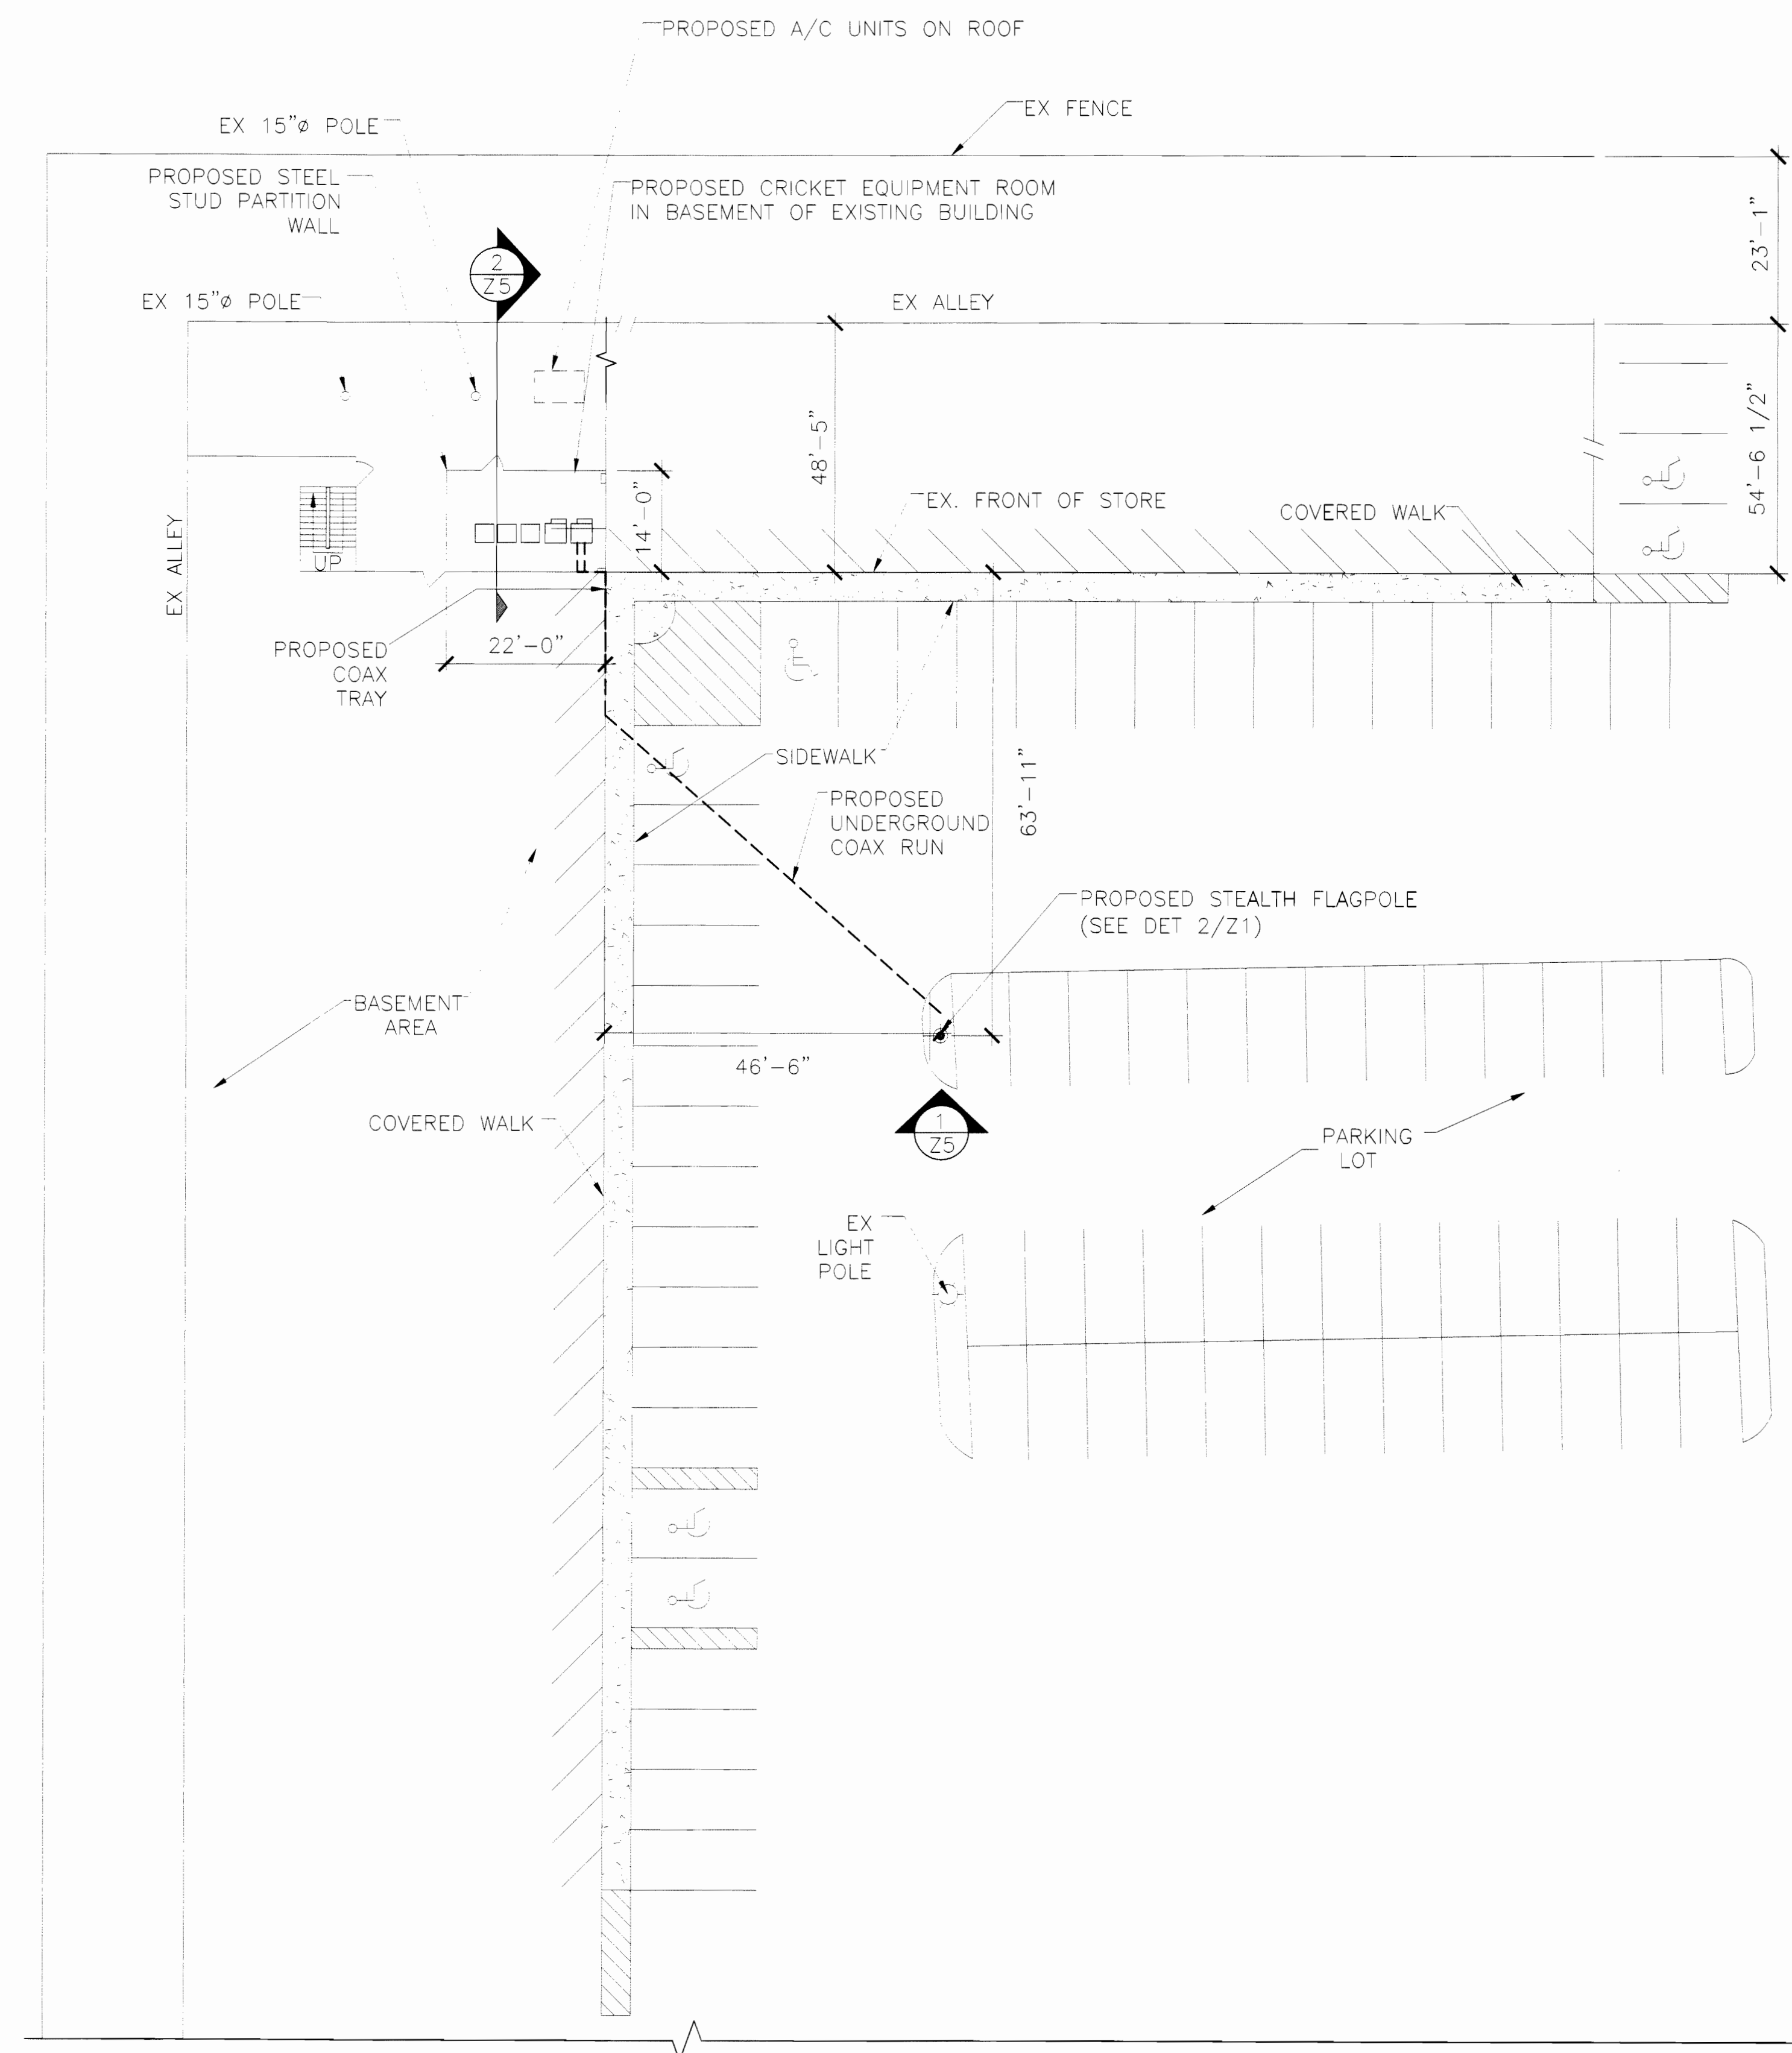 PROPOSED A/C UNITS ON ROOF
EX FENCE
EX 15"ø POLE
PROPOSED STEEL
STUD PARTITION
WALL
PROPOSED CRICKET EQUIPMENT ROOM
IN BASEMENT OF EXISTING BUILDING
23'-1"
2
Z5
EX 15"ø POLE
EX ALLEY
48'-5"
54'-6 1/2"
14'-0"
EX. FRONT OF STORE
COVERED WALK
UP
EX ALLEY
22'-0"
PROPOSED
COAX
TRAY
SIDEWALK
63'-11"
PROPOSED
UNDERGROUND
COAX RUN
PROPOSED STEALTH FLAGPOLE
(SEE DET 2/Z1)
BASEMENT
AREA
46'-6"
COVERED WALK
1
Z5
PARKING
LOT
EX
LIGHT
POLE